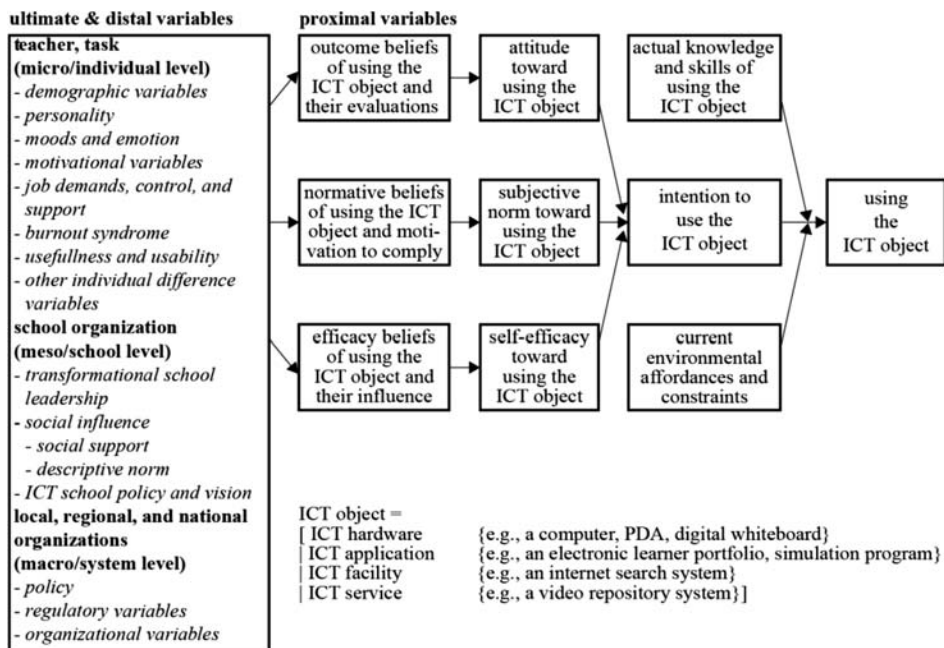 ultimate & distal variables
teacher, task
(micro/individual level)
- demographic variables
- personality
- moods and emotion
- motivational variables
- job demands, control, and
support
- burnout syndrome
- usefullness and usability
- other individual difference
variables
school organization
(meso/school level)
- transformational school
leadership
- social influence
- social support
- descriptive norm
- ICT school policy and vision
local, regional, and national
organizations
(macro/system level)
- policy
- regulatory variables
- organizational variables
proximal variables
outcome beliefs
of using the
ICT object and
their evaluations
attitude
toward
using the
ICT object
actual knowledge
and skills of
using the
ICT object
normative beliefs
of using the ICT
object and moti-
vation to comply
subjective
norm toward
using the
ICT object
intention to
use the
ICT object
using
the
ICT object
efficacy beliefs
of using the
ICT object and
their influence
self-efficacy
toward
using the
ICT object
current
environmental
affordances and
constraints
ICT object =
[ ICT hardware {e.g., a computer, PDA, digital whiteboard}
| ICT application {e.g., an electronic learner portfolio, simulation program}
| ICT facility {e.g., an internet search system}
| ICT service {e.g., a video repository system}]